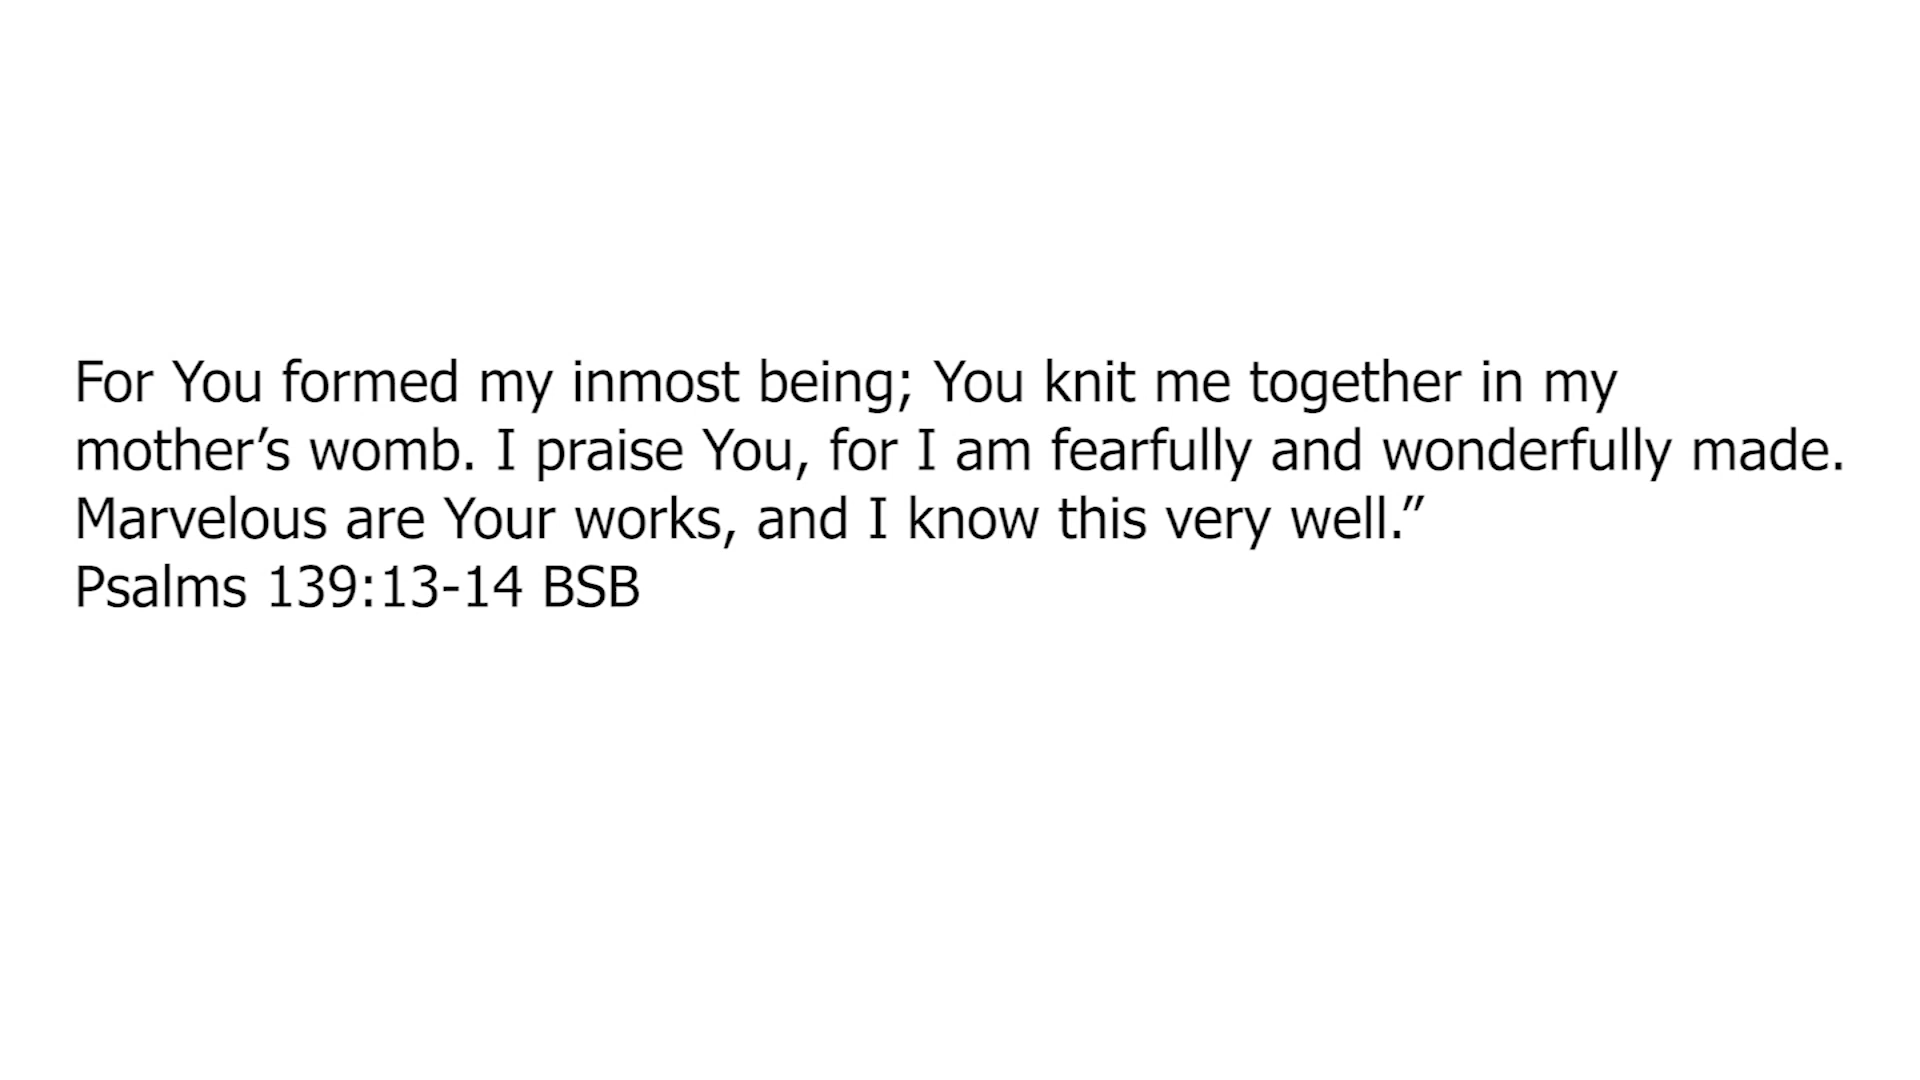 For You formed my inmost being; You knit me together in my
mother’s womb. I praise You, for I am fearfully and wonderfully made.
Marvelous are Your works, and I know this very well.”
Psalms 139:13-14 BSB